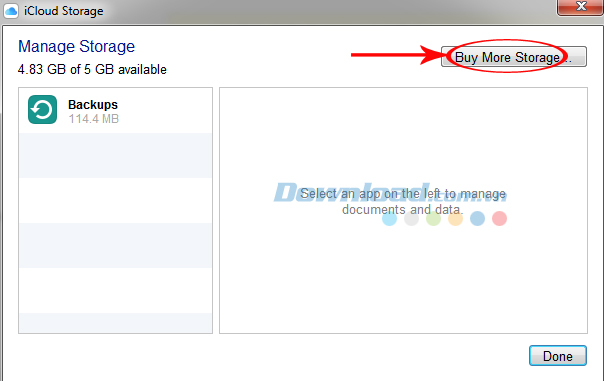 iCloud Storage
Manage Storage
4.83 GB of 5 GB available
Buy More Storage...
Backups
114.4 MB
Select an app on the left to manage
documents and data.
Download.com.vn
Done